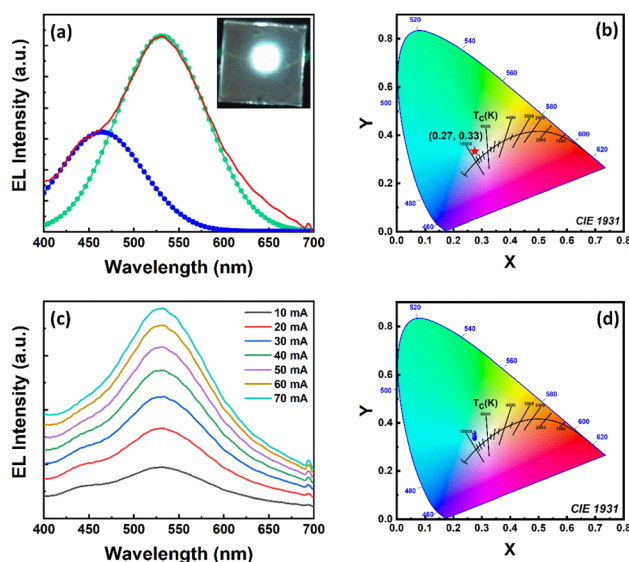 (a)
EL Intensity (a.u.)
400 450 500 550 600 650 700
Wavelength (nm)
(b)
Y
0.8
0.6
0.4
0.2
0.0
520
540
560
500
580
600
620
480
460
T_C(K)
10000
4000
(0.27, 0.33)
CIE 1931
0.0 0.1 0.2 0.3 0.4 0.5 0.6 0.7 0.8
X
(c)
EL Intensity (a.u.)
10 mA
20 mA
30 mA
40 mA
50 mA
60 mA
70 mA
400 450 500 550 600 650 700
Wavelength (nm)
(d)
Y
0.8
0.6
0.4
0.2
0.0
520
540
560
500
580
600
620
480
460
T_C(K)
10000
4000
CIE 1931
0.0 0.1 0.2 0.3 0.4 0.5 0.6 0.7 0.8
X